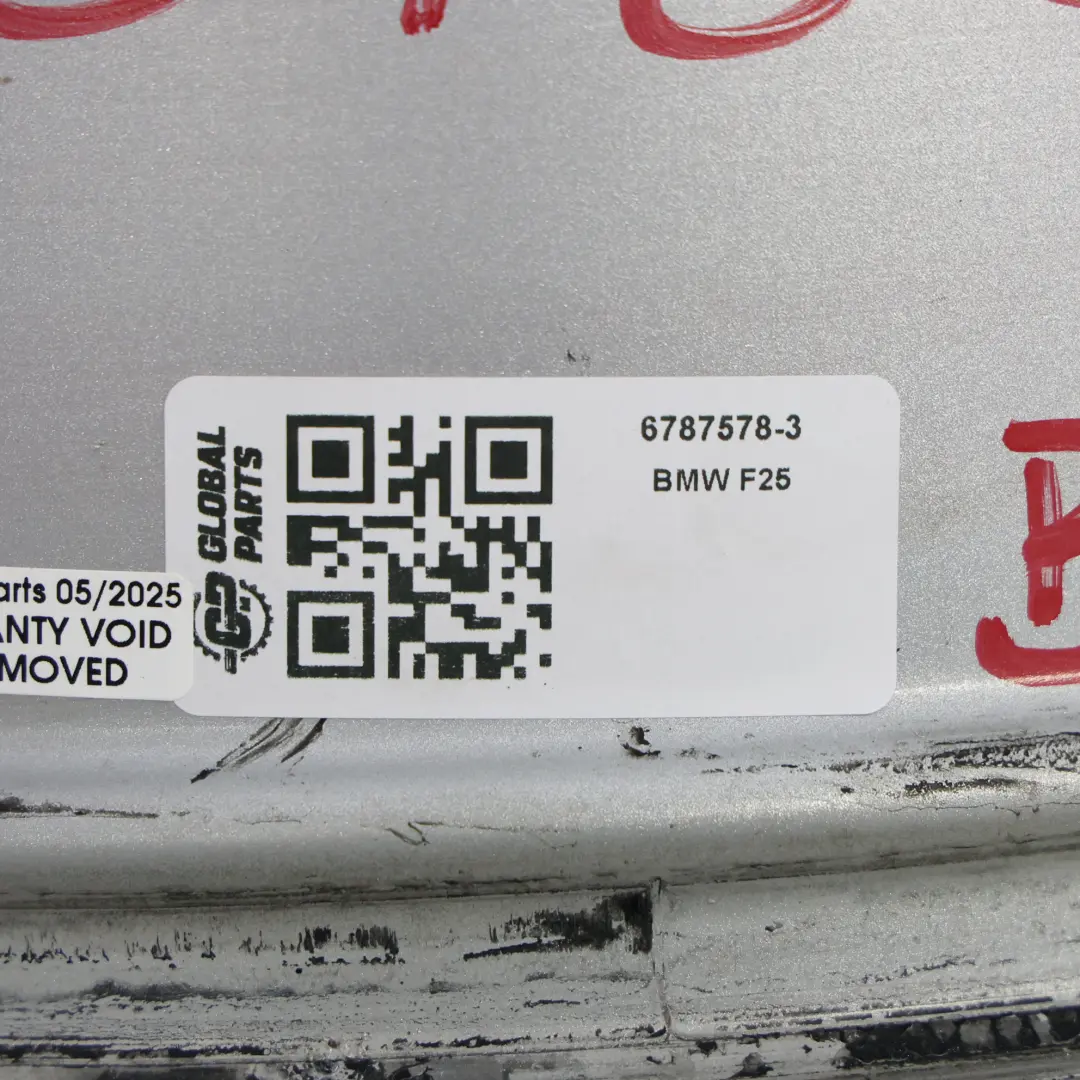 GLOBAL
PARTS
6787578-3
BMW F25
arts 05/2025
ANTY VOID
MOVED